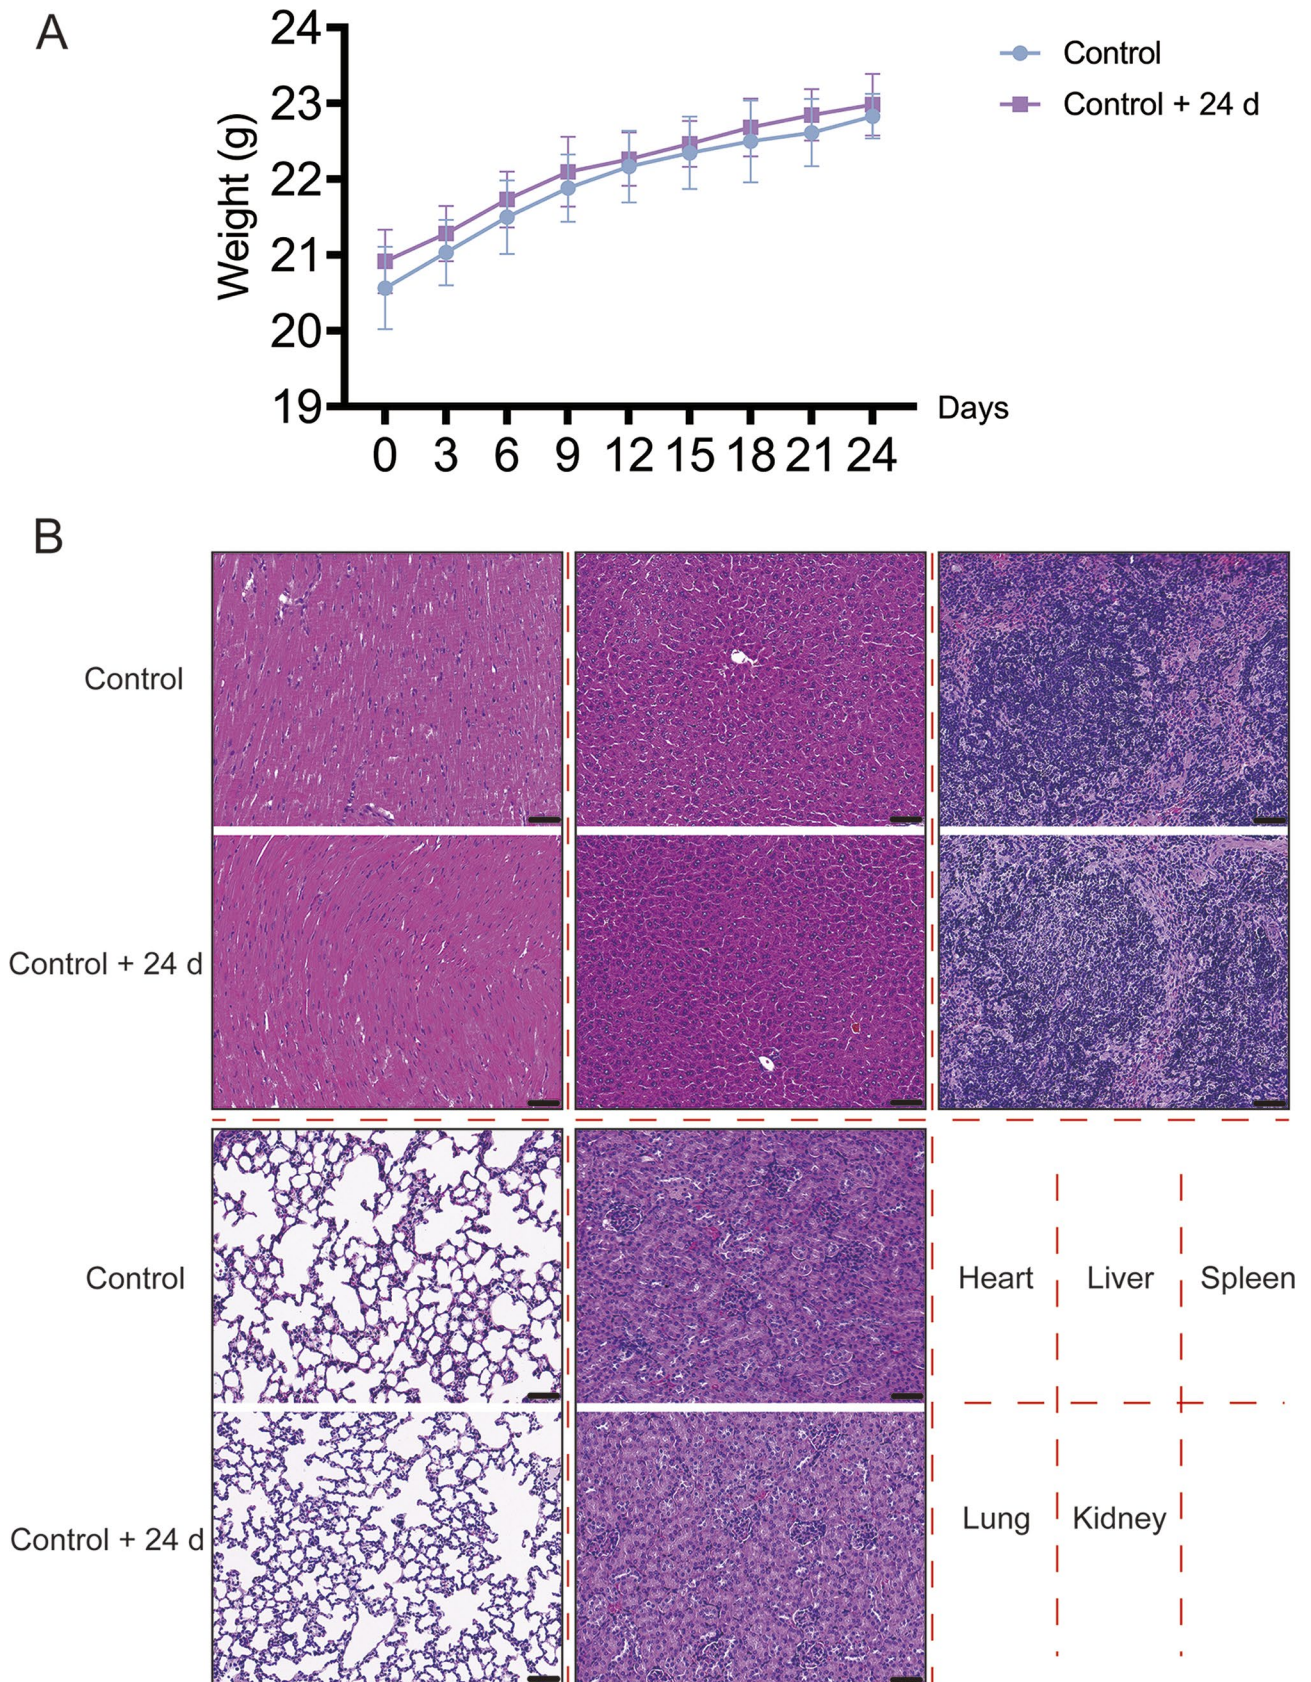 A
24
23
22
21
20
19
Weight (g)
0 3 6 9 12 15 18 21 24
Days
Control
Control + 24 d
B
Control
Control + 24 d
Control
Control + 24 d
Heart Liver Spleen
Lung Kidney